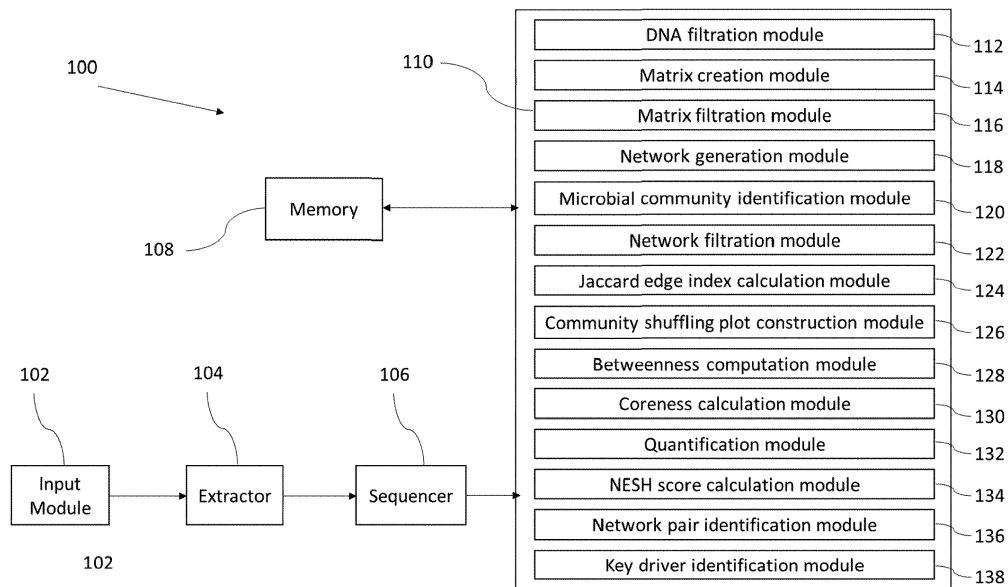 DNA filtration module
112
100
110
Matrix creation module
114
Matrix filtration module
116
Network generation module
118
Memory
Microbial community identification module
120
108
Network filtration module
122
Jaccard edge index calculation module
124
Community shuffling plot construction module
126
102
104
106
Betweenness computation module
128
Coreness calculation module
130
Quantification module
132
Input
Module
Extractor
Sequencer
NESH score calculation module
134
Network pair identification module
136
102
Key driver identification module
138